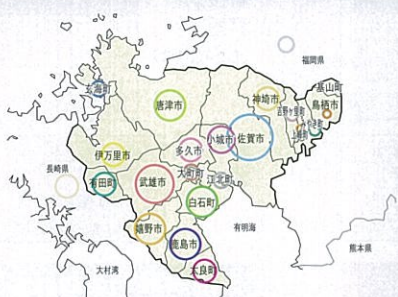 福岡県
玄海町
唐津市
神埼市
基山町
吉野ヶ里町
鳥栖市
みやき町
上峰町
小城市
佐賀市
多久市
伊万里市
長崎県
有田町
武雄市
大町町
江北町
白石町
嬉野市
有明海
鹿島市
太良町
大村湾
熊本県